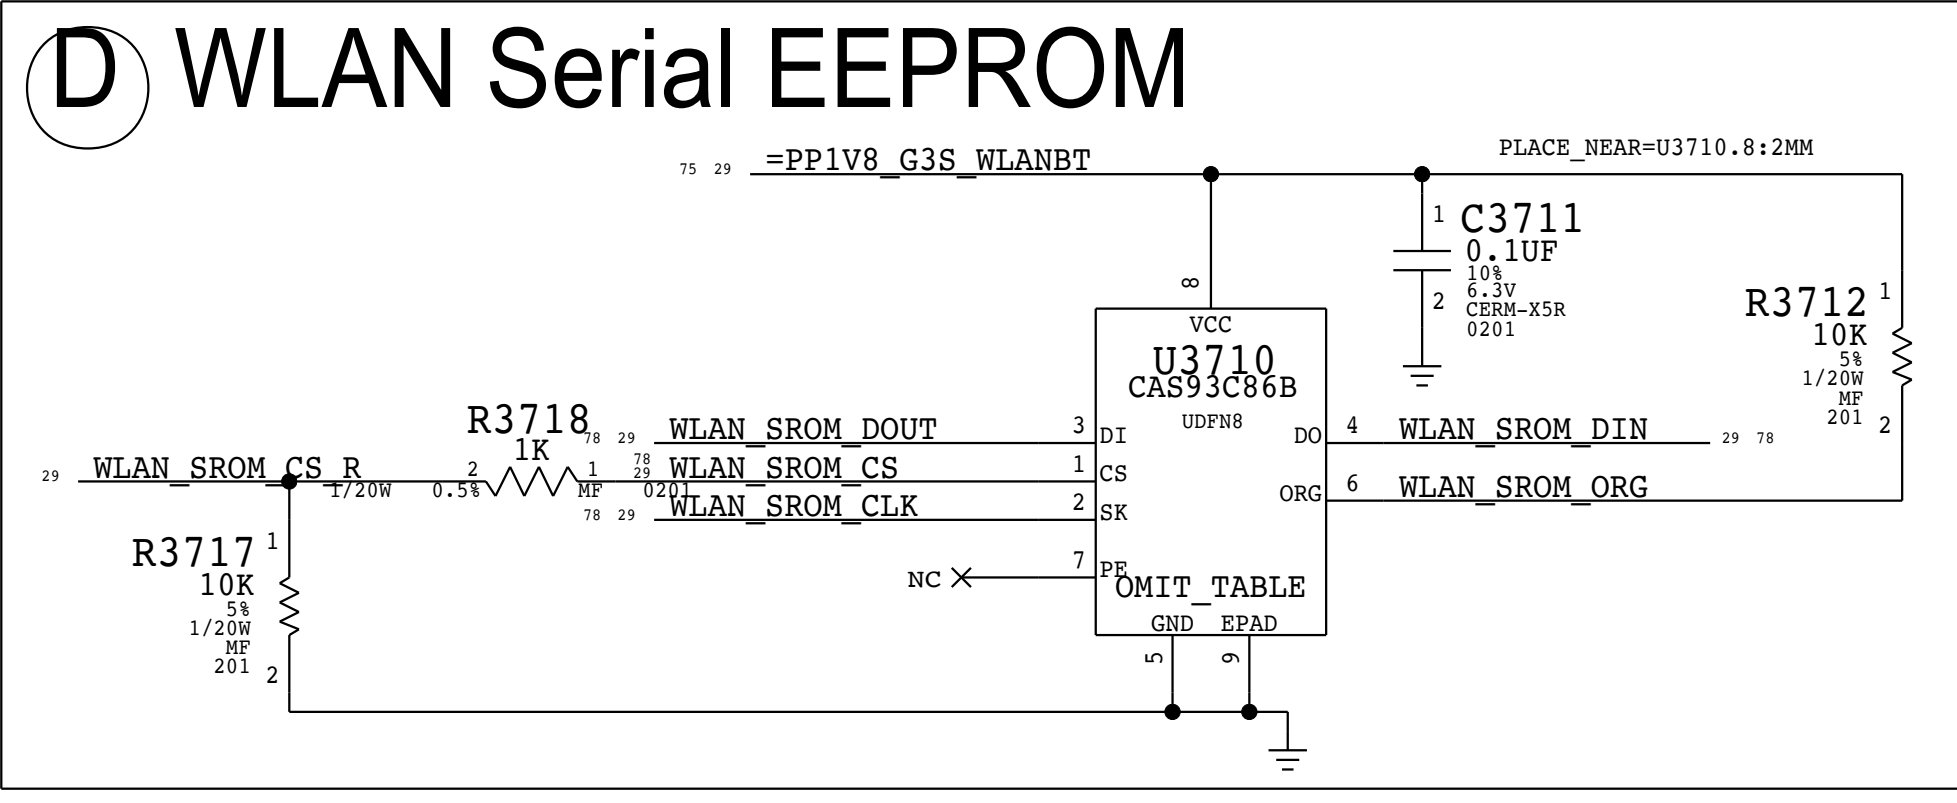 D WLAN Serial EEPROM
75 29 =PP1V8_G3S_WLANBT
PLACE_NEAR=U3710.8:2MM
1 C3711
0.1UF
10%
6.3V
2 CERM-X5R
0201
8
VCC
U3710
CAS93C86B
UDFN8
R3712 1
10K
5%
1/20W
MF
201 2
R3718
1K
78 29 WLAN_SROM_DOUT 3 DI
DO 4 WLAN_SROM_DIN 29 78
29 WLAN_SROM_CS_R 2 1
1/20W 0.5% MF 0201
78
29 WLAN_SROM_CS 1 CS
ORG 6 WLAN_SROM_ORG
78 29 WLAN_SROM_CLK 2 SK
R3717 1
10K
5%
1/20W
MF
201 2
NC 7 PE
OMIT_TABLE
GND EPAD
5 9